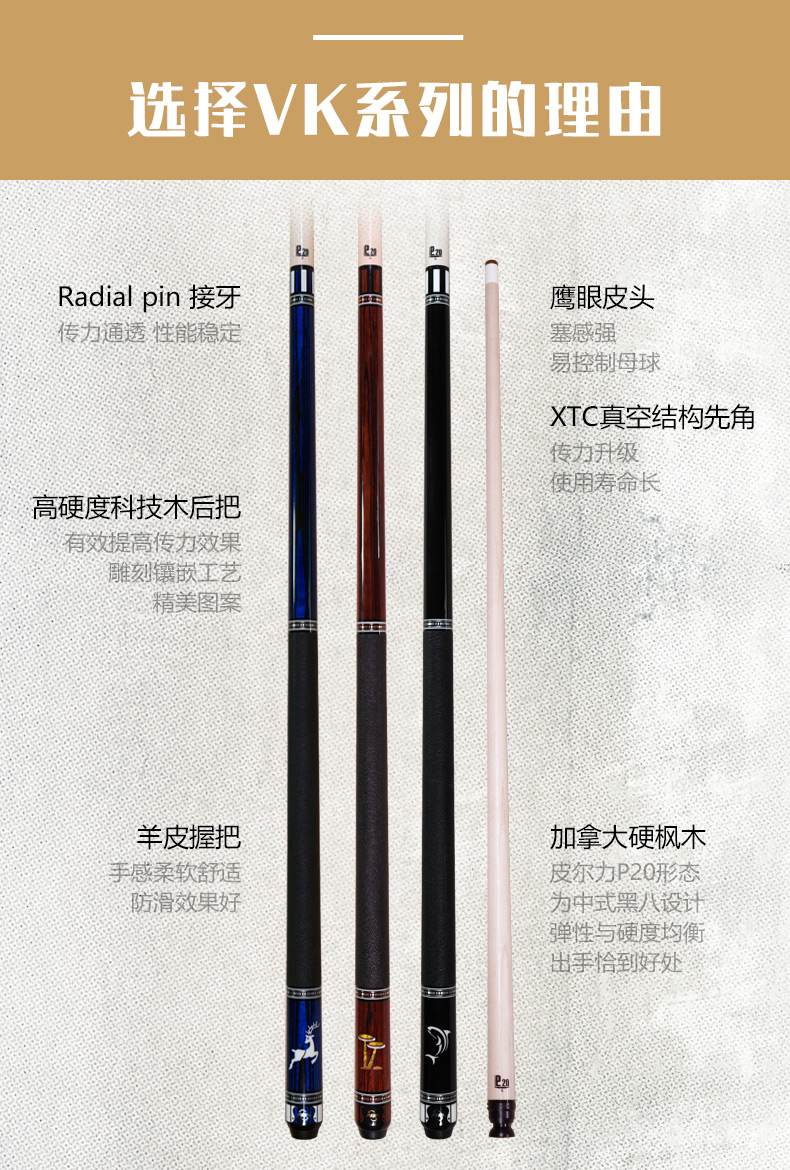 选择VK系列的理由
P20
P20
P20
Radial pin 接牙
传力通透 性能稳定
高硬度科技木后把
有效提高传力效果
雕刻镶嵌工艺
精美图案
羊皮握把
手感柔软舒适
防滑效果好
鹰眼皮头
塞感强
易控制母球
XTC真空结构先角
传力升级
使用寿命长
加拿大硬枫木
皮尔力P20形态
为中式黑八设计
弹性与硬度均衡
出手恰到好处
P20